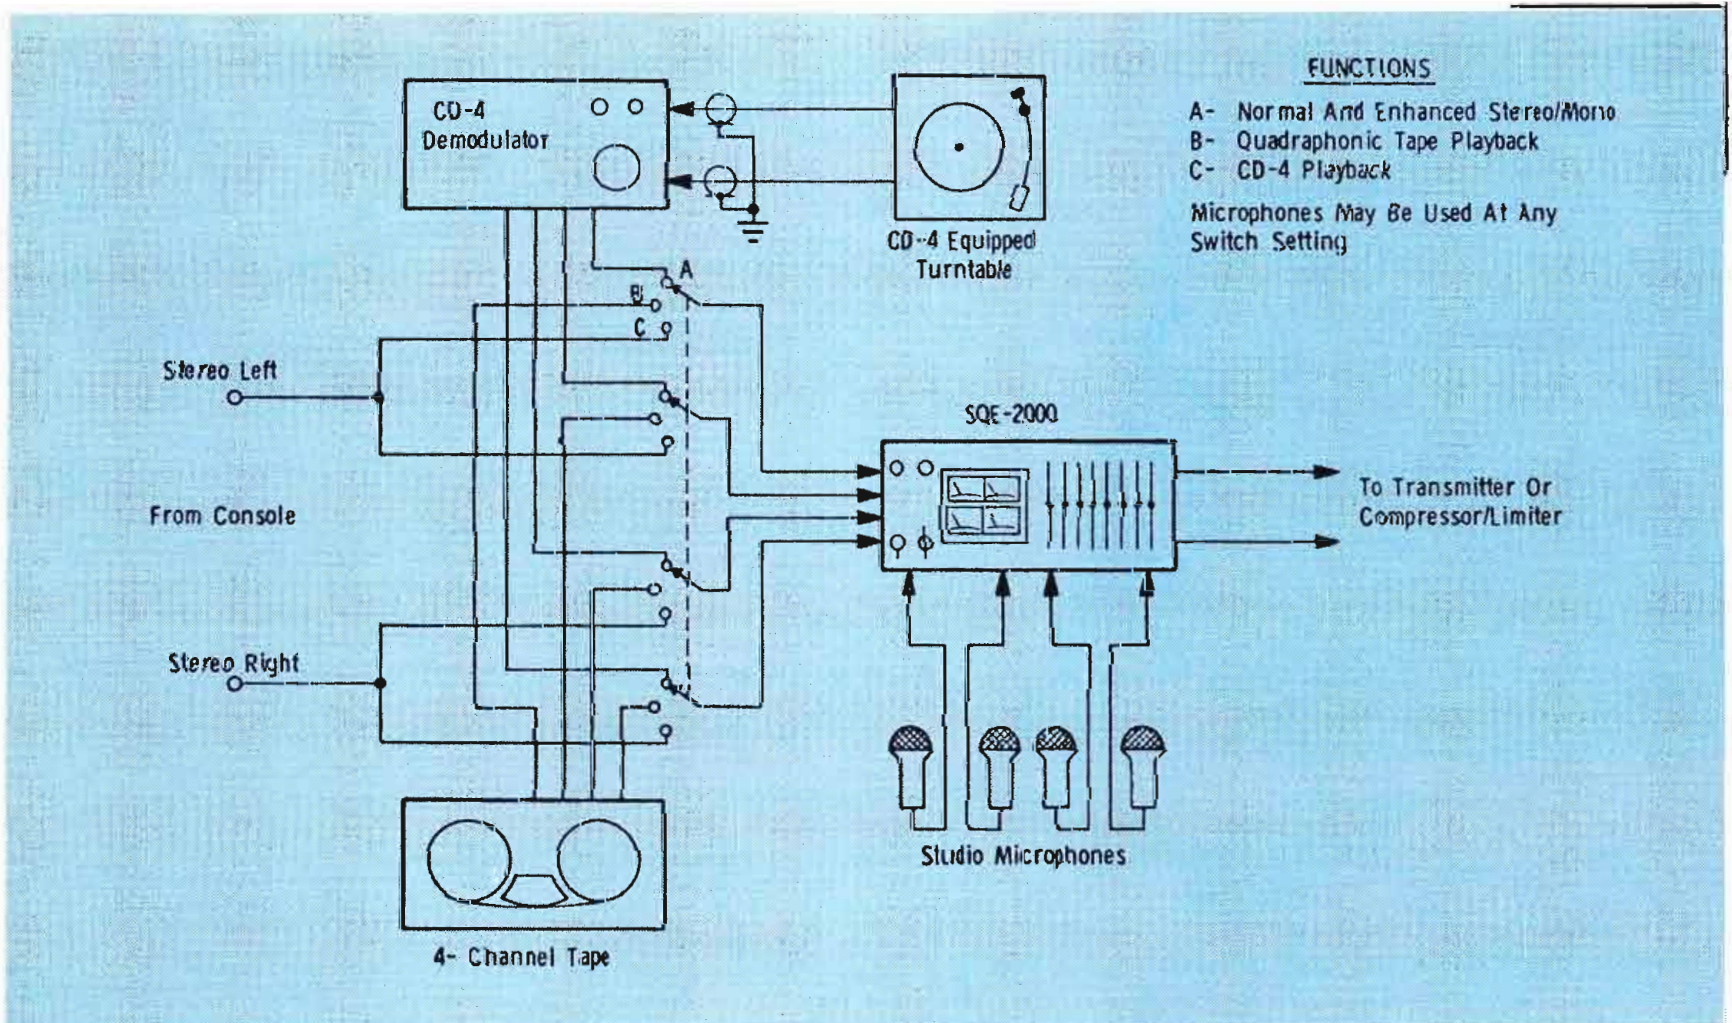 CD-4
Demodulator
FUNCTIONS
A- Normal And Enhanced Stereo/Mono
B- Quadraphonic Tape Playback
C- CD-4 Playback
Microphones May Be Used At Any
Switch Setting
CD-4 Equipped
Turntable
A
B
C
Stereo Left
SQE-2000
To Transmitter Or
Compressor/Limiter
From Console
Stereo Right
Studio Microphones
4- Channel Tape